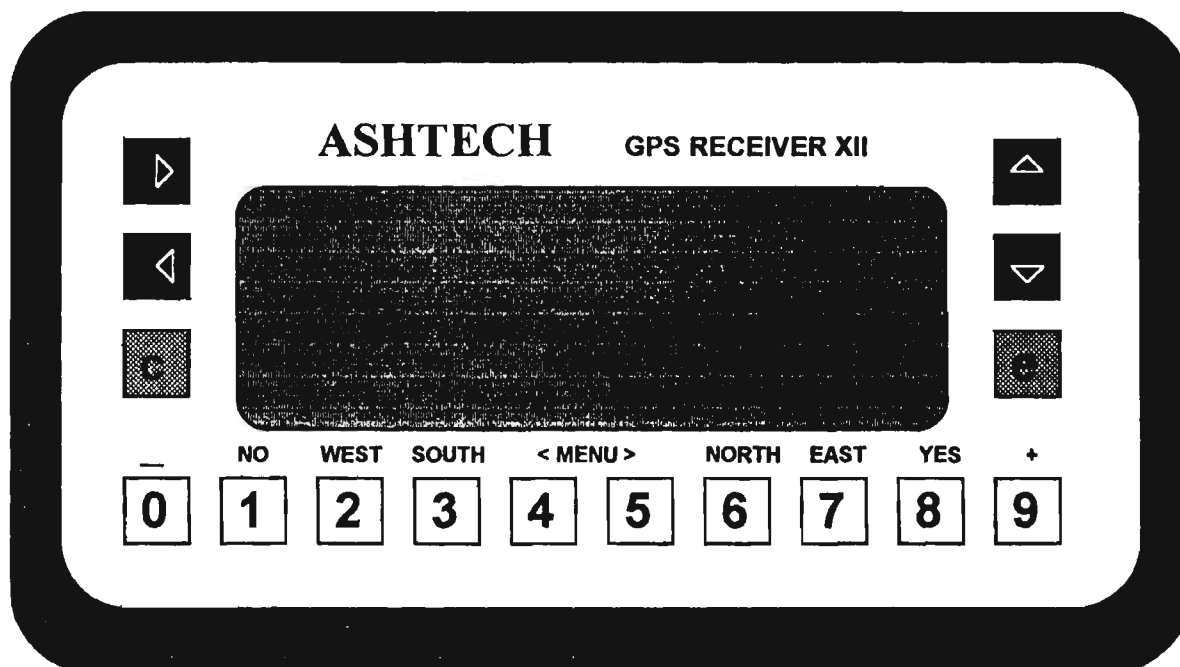 ASHTECH GPS RECEIVER XII
c e
_ NO WEST SOUTH < MENU > NORTH EAST YES +
0 1 2 3 4 5 6 7 8 9